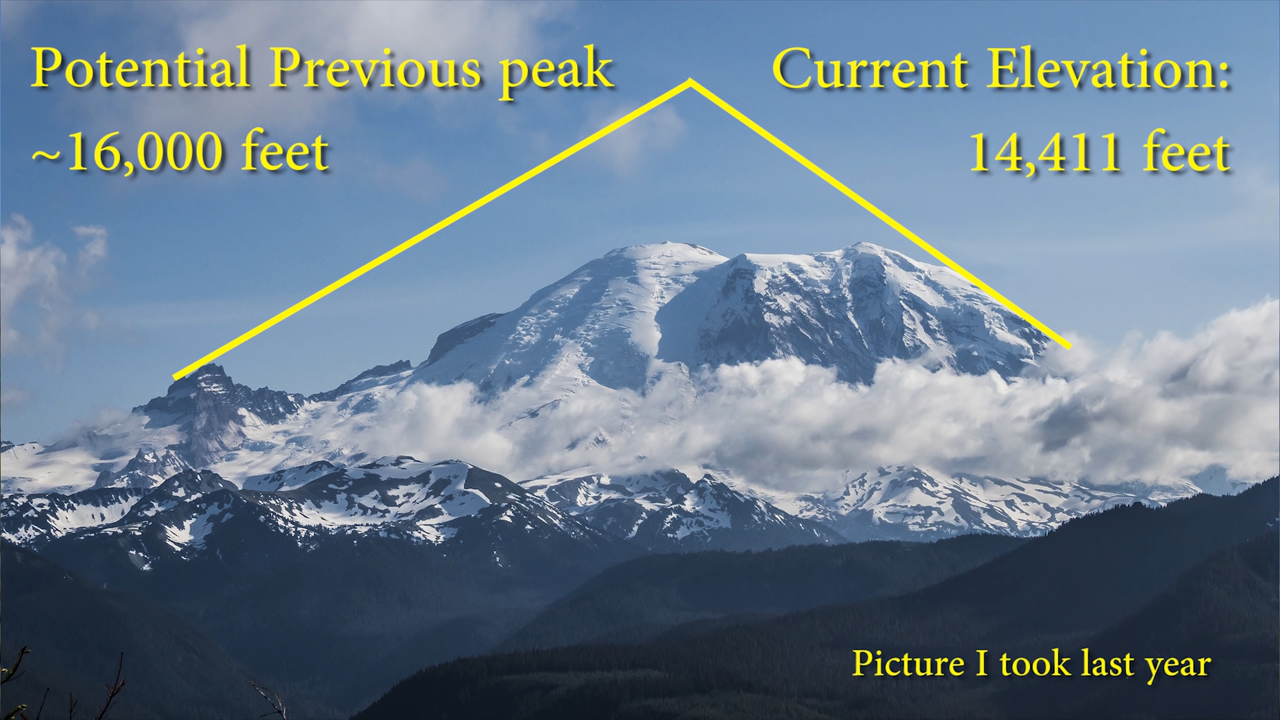 Potential Previous peak
~16,000 feet
Current Elevation:
14,411 feet
Picture I took last year